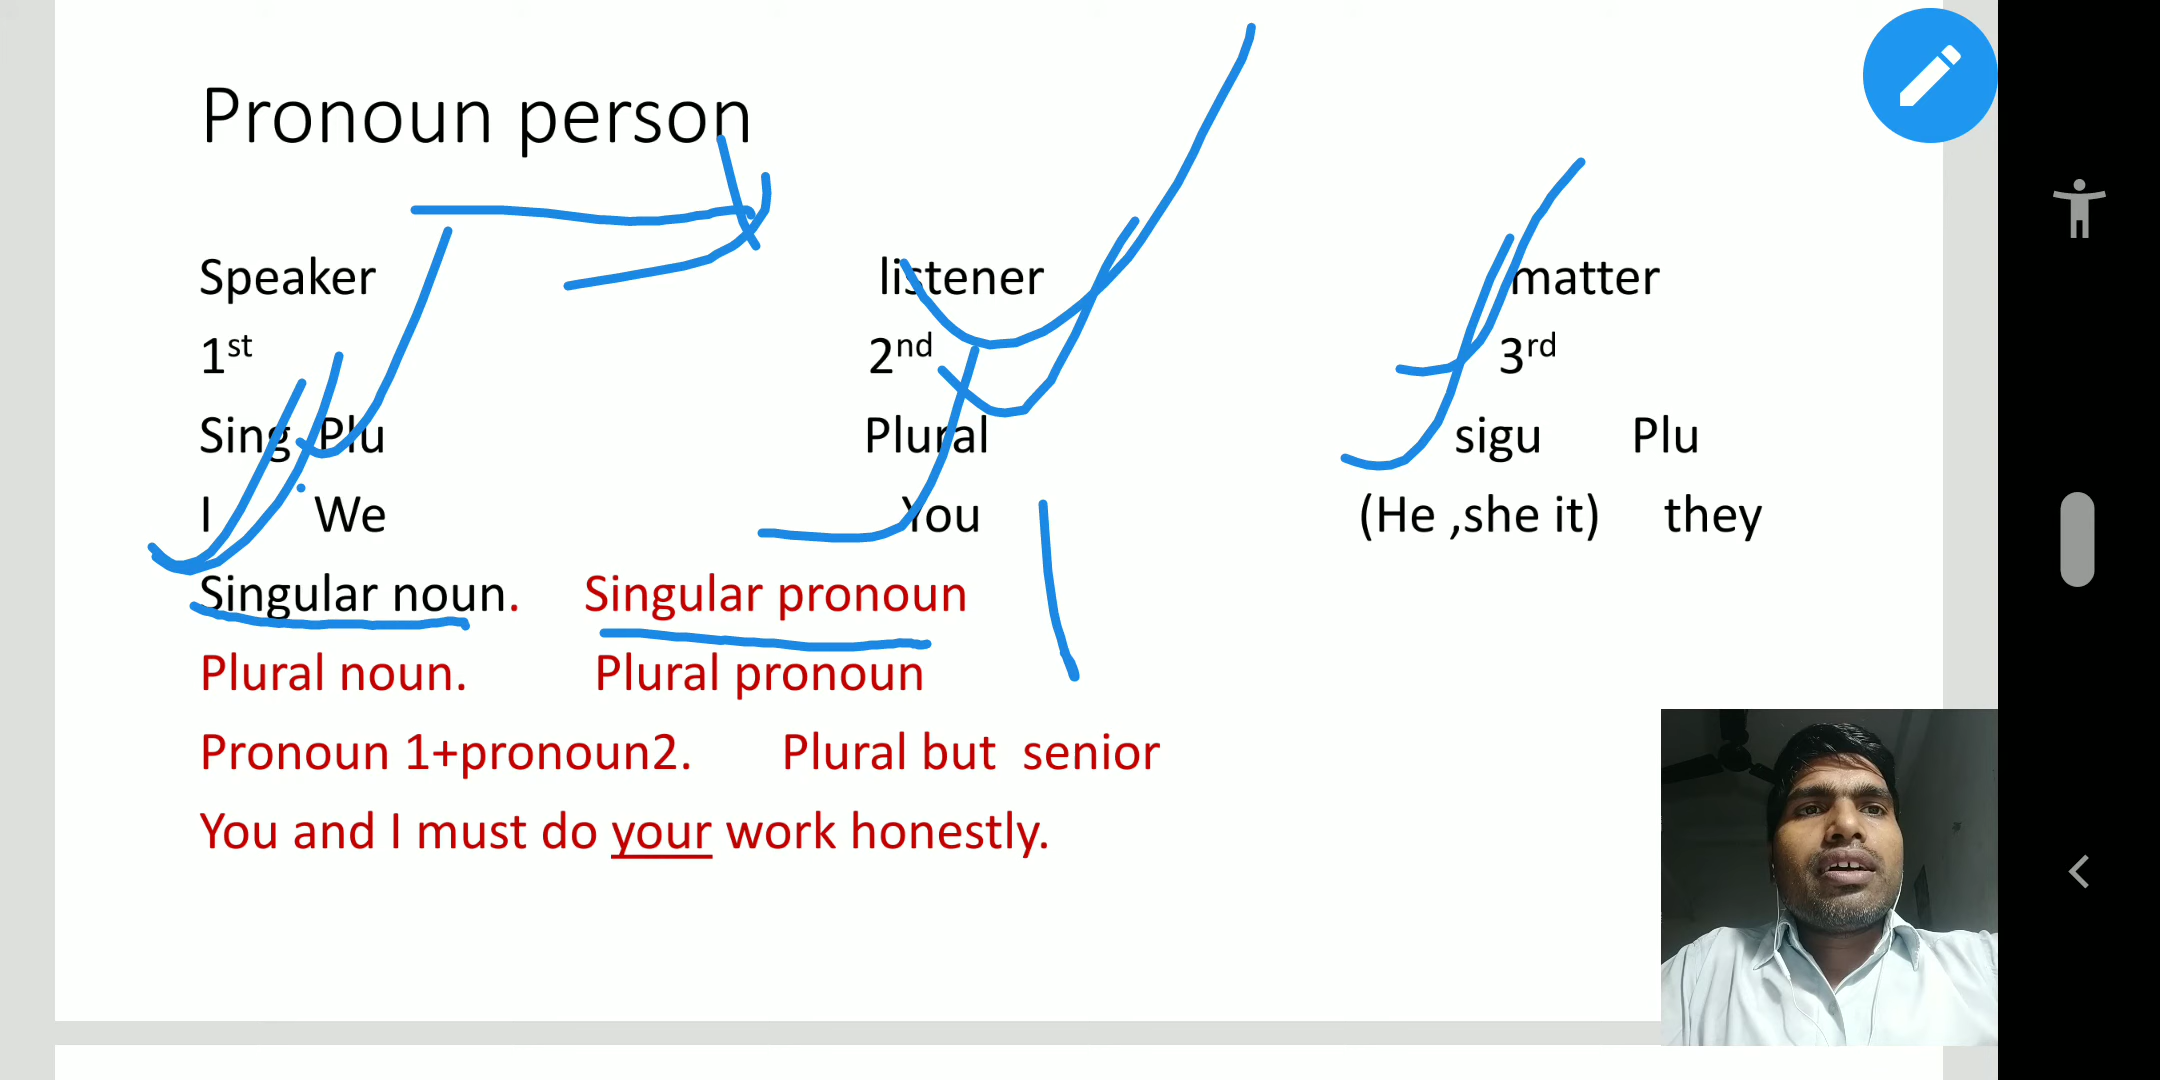 Pronoun person
Speaker listener matter
1st 2nd 3rd
Sing Plu Plural sigu Plu
I We You (He ,she it) they
Singular noun. Singular pronoun
Plural noun. Plural pronoun
Pronoun 1+pronoun2. Plural but senior
You and I must do your work honestly.